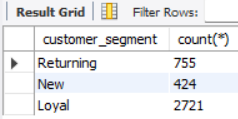 Result Grid Filter Rows:
customer_segment count(*)
Returning 755
New 424
Loyal 2721